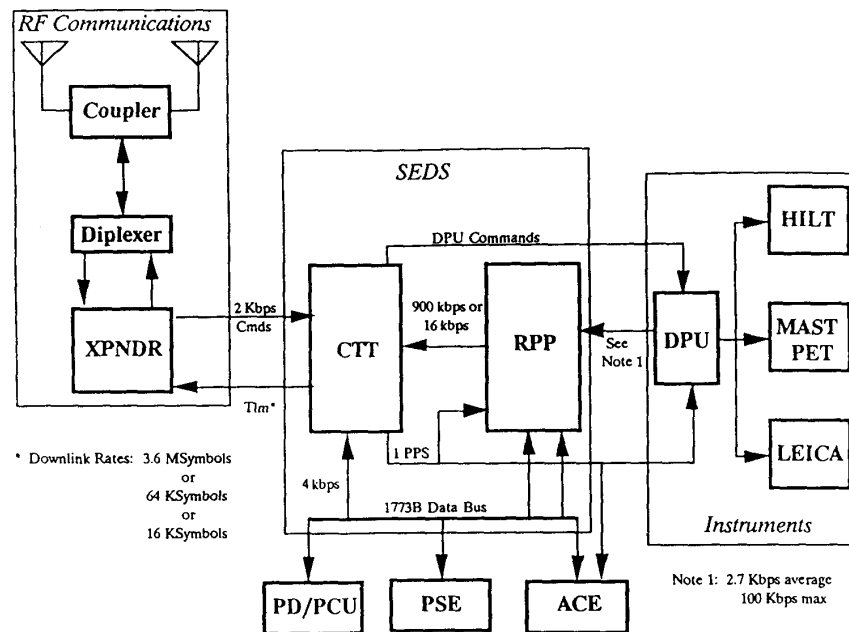 RF Communications
Coupler
Diplexer
XPNDR
2 Kbps
Cmds
Tlm*
* Downlink Rates: 3.6 MSymbols
or
64 KSymbols
or
16 KSymbols
SEDS
DPU Commands
CTT
900 kbps or
16 kbps
RPP
See
Note 1
1 PPS
4 kbps
1773B Data Bus
PD/PCU
PSE
ACE
DPU
HILT
MAST
PET
LEICA
Instruments
Note 1: 2.7 Kbps average
100 Kbps max